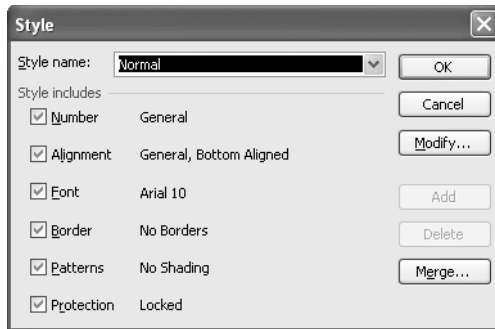 Style
Style name: Normal
OK
Style includes
Cancel
Number General
Modify...
Alignment General, Bottom Aligned
Font Arial 10
Add
Border No Borders
Delete
Patterns No Shading
Merge...
Protection Locked